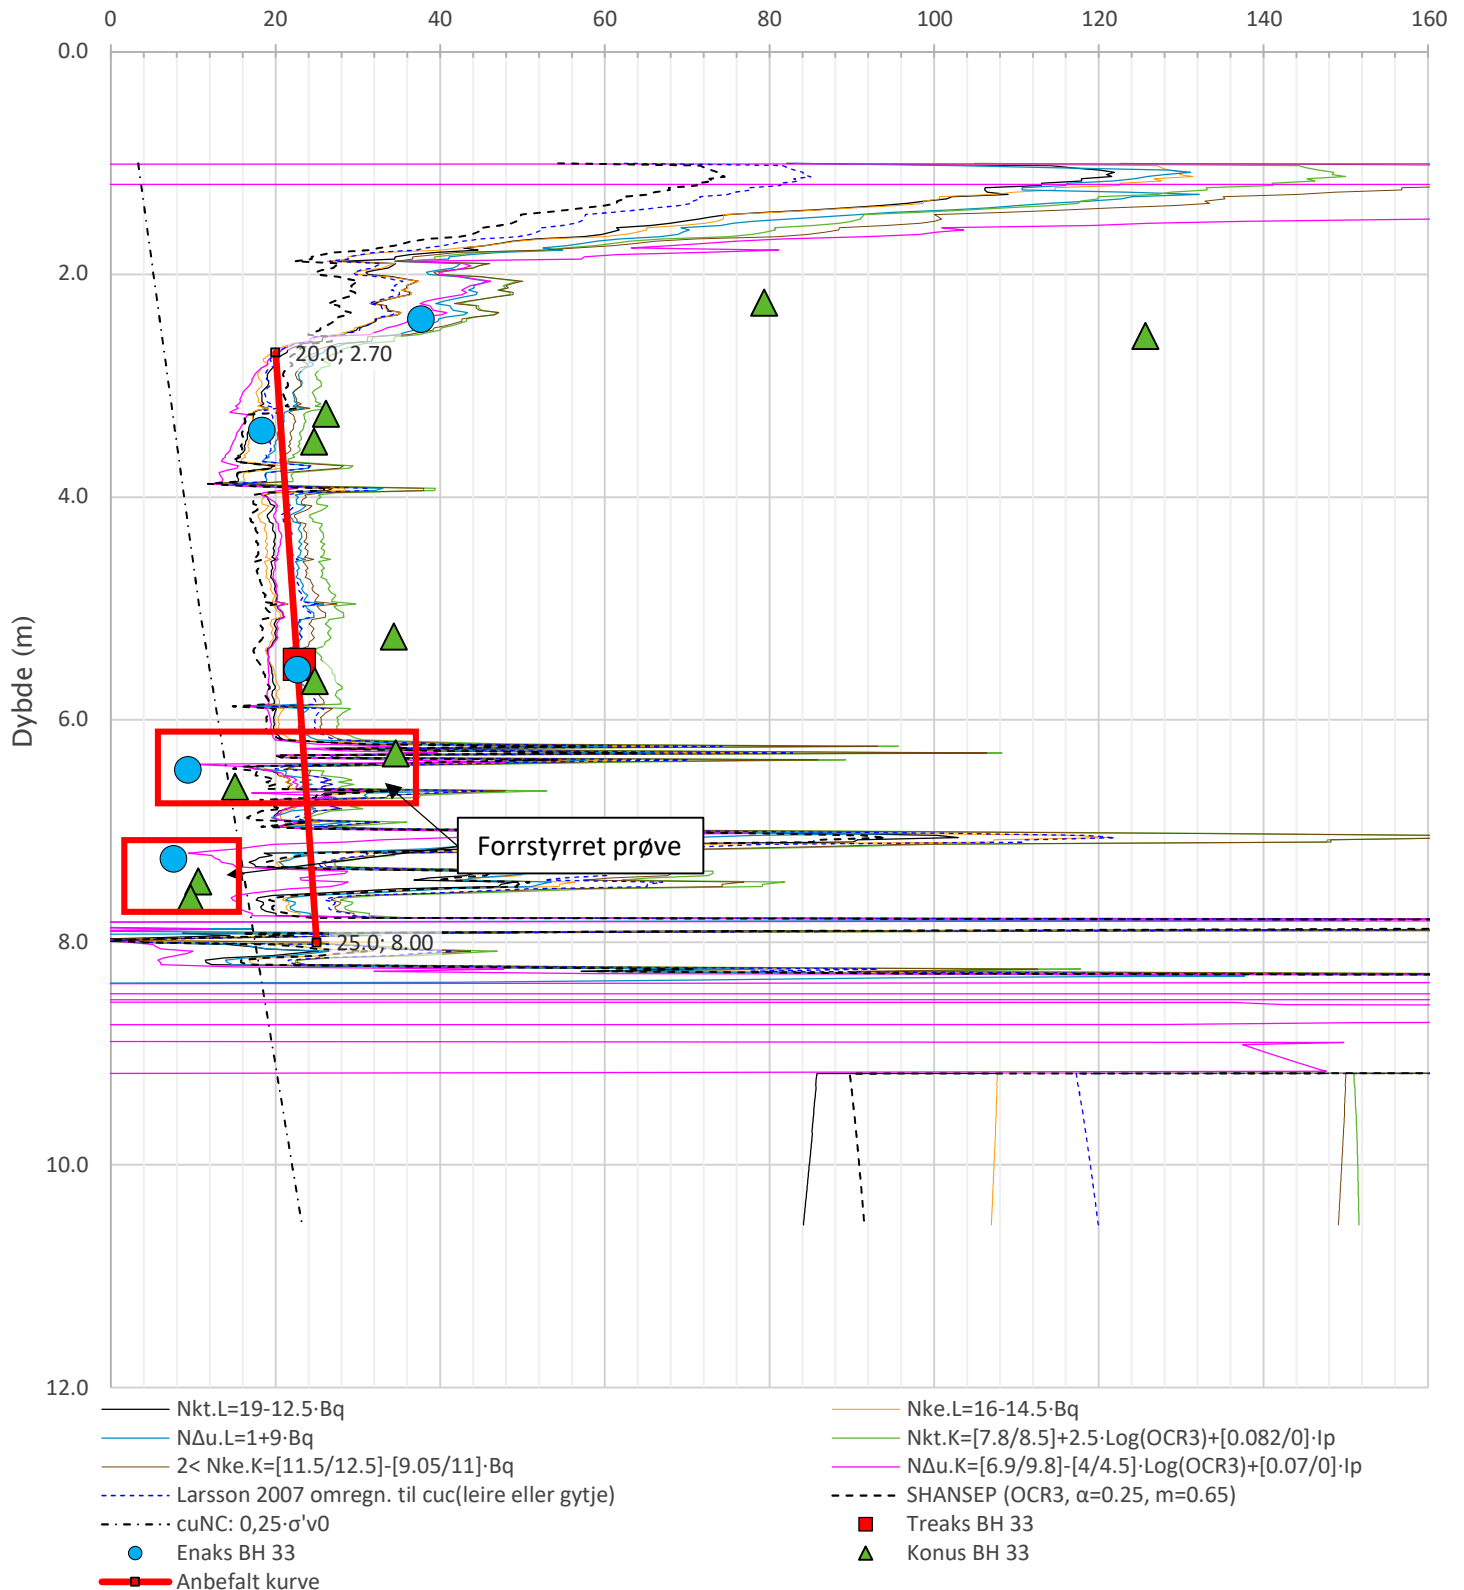 0 20 40 60 80 100 120 140 160
0.0
2.0
20.0; 2.70
4.0
Dybde (m)
6.0
Forrstyrret prøve
8.0
25.0; 8.00
10.0
12.0
Nkt.L=19-12.5·Bq
Nke.L=16-14.5·Bq
NΔu.L=1+9·Bq
Nkt.K=[7.8/8.5]+2.5·Log(OCR3)+[0.082/0]·Ip
2< Nke.K=[11.5/12.5]-[9.05/11]·Bq
NΔu.K=[6.9/9.8]-[4/4.5]·Log(OCR3)+[0.07/0]·Ip
Larsson 2007 omregn. til cuc(leire eller gytje)
SHANSEP (OCR3, α=0.25, m=0.65)
cuNC: 0,25·σ'v0
Treaks BH 33
Enaks BH 33
Konus BH 33
Anbefalt kurve